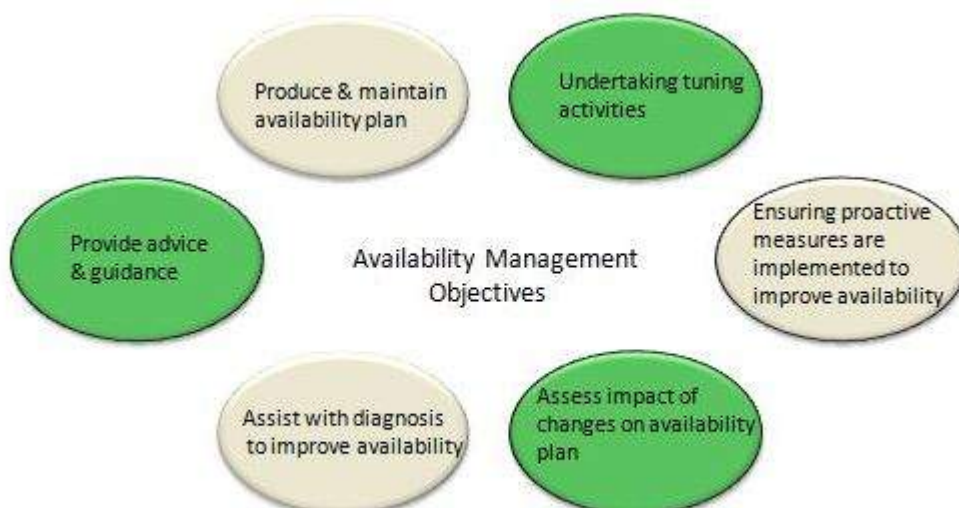 Produce & maintain
availability plan
Undertaking tuning
activities
Provide advice
& guidance
Availability Management
Objectives
Ensuring proactive
measures are
implemented to
improve availability
Assist with diagnosis
to improve availability
Assess impact of
changes on availability
plan